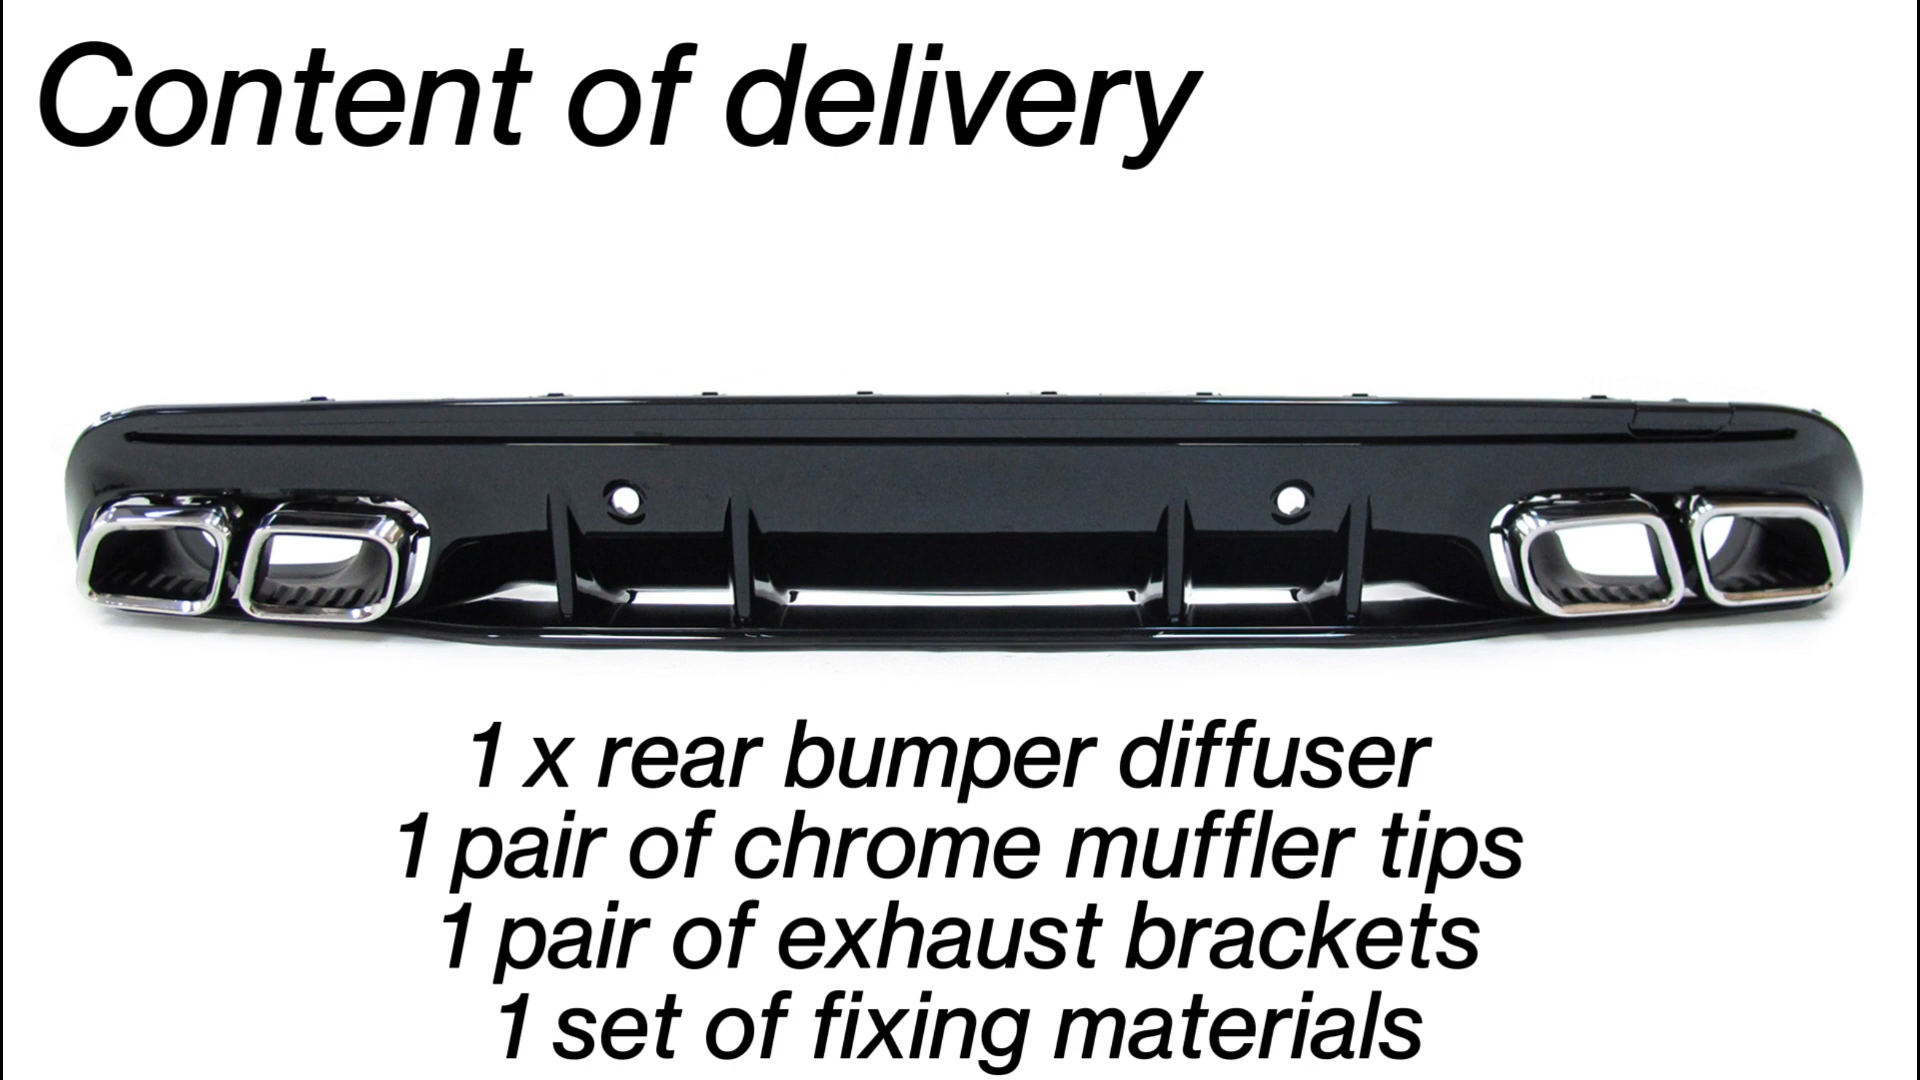 Content of delivery
1 x rear bumper diffuser
1 pair of chrome muffler tips
1 pair of exhaust brackets
1 set of fixing materials